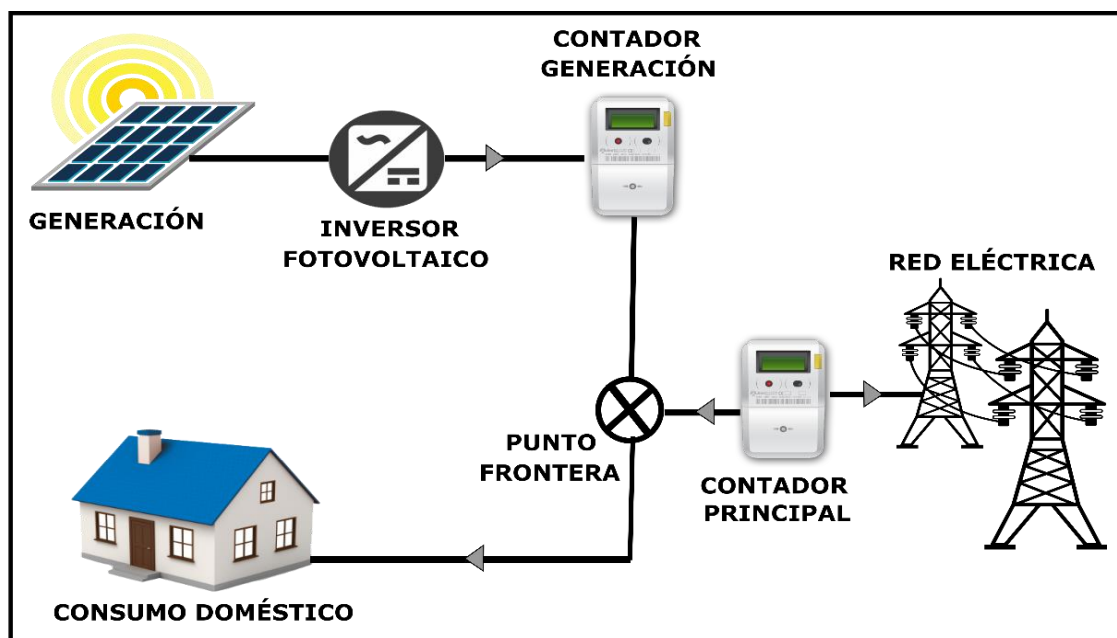 CONTADOR
GENERACIÓN
GENERACIÓN
INVERSOR
FOTOVOLTAICO
RED ELÉCTRICA
PUNTO
FRONTERA
CONTADOR
PRINCIPAL
CONSUMO DOMÉSTICO